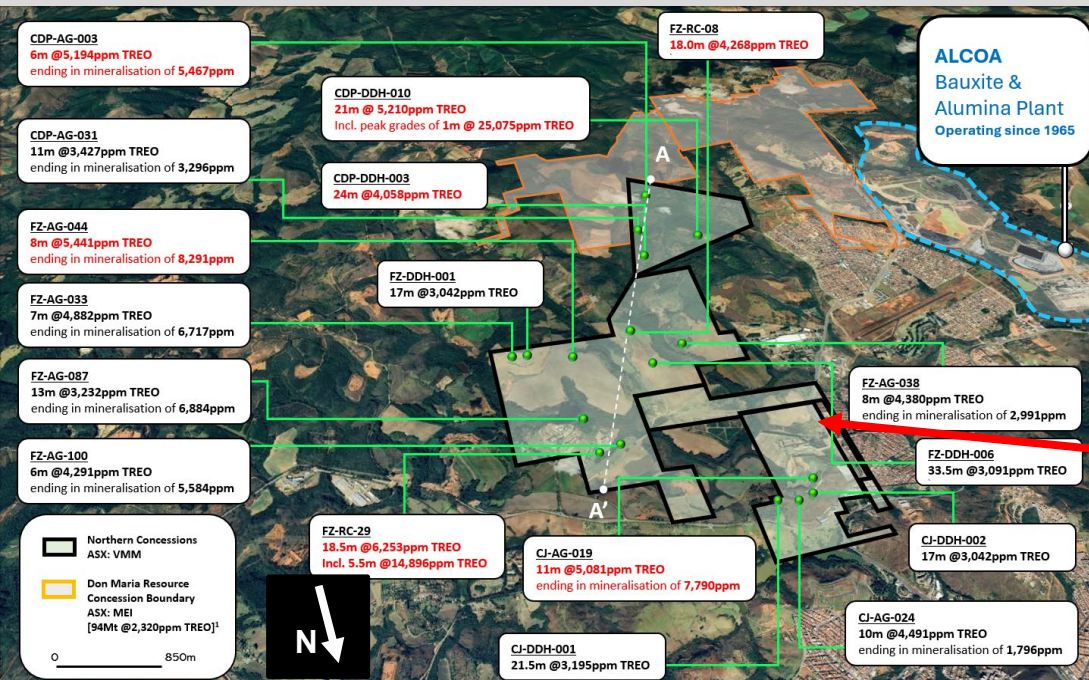 CDP-AG-003
6m @5,194ppm TREO
ending in mineralisation of 5,467ppm
FZ-RC-08
18.0m @4,268ppm TREO
ALCOA
Bauxite &
Alumina Plant
Operating since 1965
CDP-DDH-010
21m @ 5,210ppm TREO
Incl. peak grades of 1m @ 25,075ppm TREO
CDP-AG-031
11m @3,427ppm TREO
ending in mineralisation of 3,296ppm
CDP-DDH-003
24m @4,058ppm TREO
A
FZ-AG-044
8m @5,441ppm TREO
ending in mineralisation of 8,291ppm
FZ-DDH-001
17m @3,042ppm TREO
FZ-AG-033
7m @4,882ppm TREO
ending in mineralisation of 6,717ppm
FZ-AG-087
13m @3,232ppm TREO
ending in mineralisation of 6,884ppm
FZ-AG-038
8m @4,380ppm TREO
ending in mineralisation of 2,991ppm
FZ-AG-100
6m @4,291ppm TREO
ending in mineralisation of 5,584ppm
FZ-DDH-006
33.5m @3,091ppm TREO
A'
FZ-RC-29
18.5m @6,253ppm TREO
Incl. 5.5m @14,896ppm TREO
CJ-AG-019
11m @5,081ppm TREO
ending in mineralisation of 7,790ppm
CJ-DDH-002
17m @3,042ppm TREO
Northern Concessions
ASX: VMM
Don Maria Resource
Concession Boundary
ASX: MEI
[94Mt @2,320ppm TREO]¹
0 850m
N
CJ-AG-024
10m @4,491ppm TREO
ending in mineralisation of 1,796ppm
CJ-DDH-001
21.5m @3,195ppm TREO